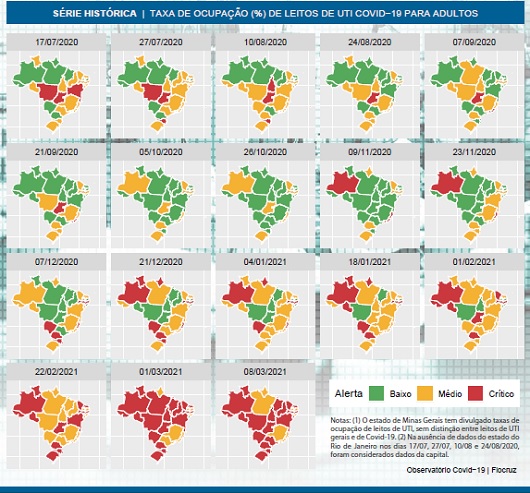 SÉRIE HISTÓRICA | TAXA DE OCUPAÇÃO (%) DE LEITOS DE UTI COVID−19 PARA ADULTOS
17/07/2020 27/07/2020 10/08/2020 24/08/2020 07/09/2020
21/09/2020 05/10/2020 26/10/2020 09/11/2020 23/11/2020
07/12/2020 21/12/2020 04/01/2021 18/01/2021 01/02/2021
22/02/2021 01/03/2021 08/03/2021
Alerta Baixo Médio Crítico
Notas: (1) O estado de Minas Gerais tem divulgado taxas de
ocupação de leitos de UTI, sem distinção entre leitos de UTI
gerais e de Covid-19. (2) Na ausência de dados do estado do
Rio de Janeiro nos dias 17/07, 27/07, 10/08 e 24/08/2020,
foram considerados dados da capital.
Observatório Covid−19 | Fiocruz